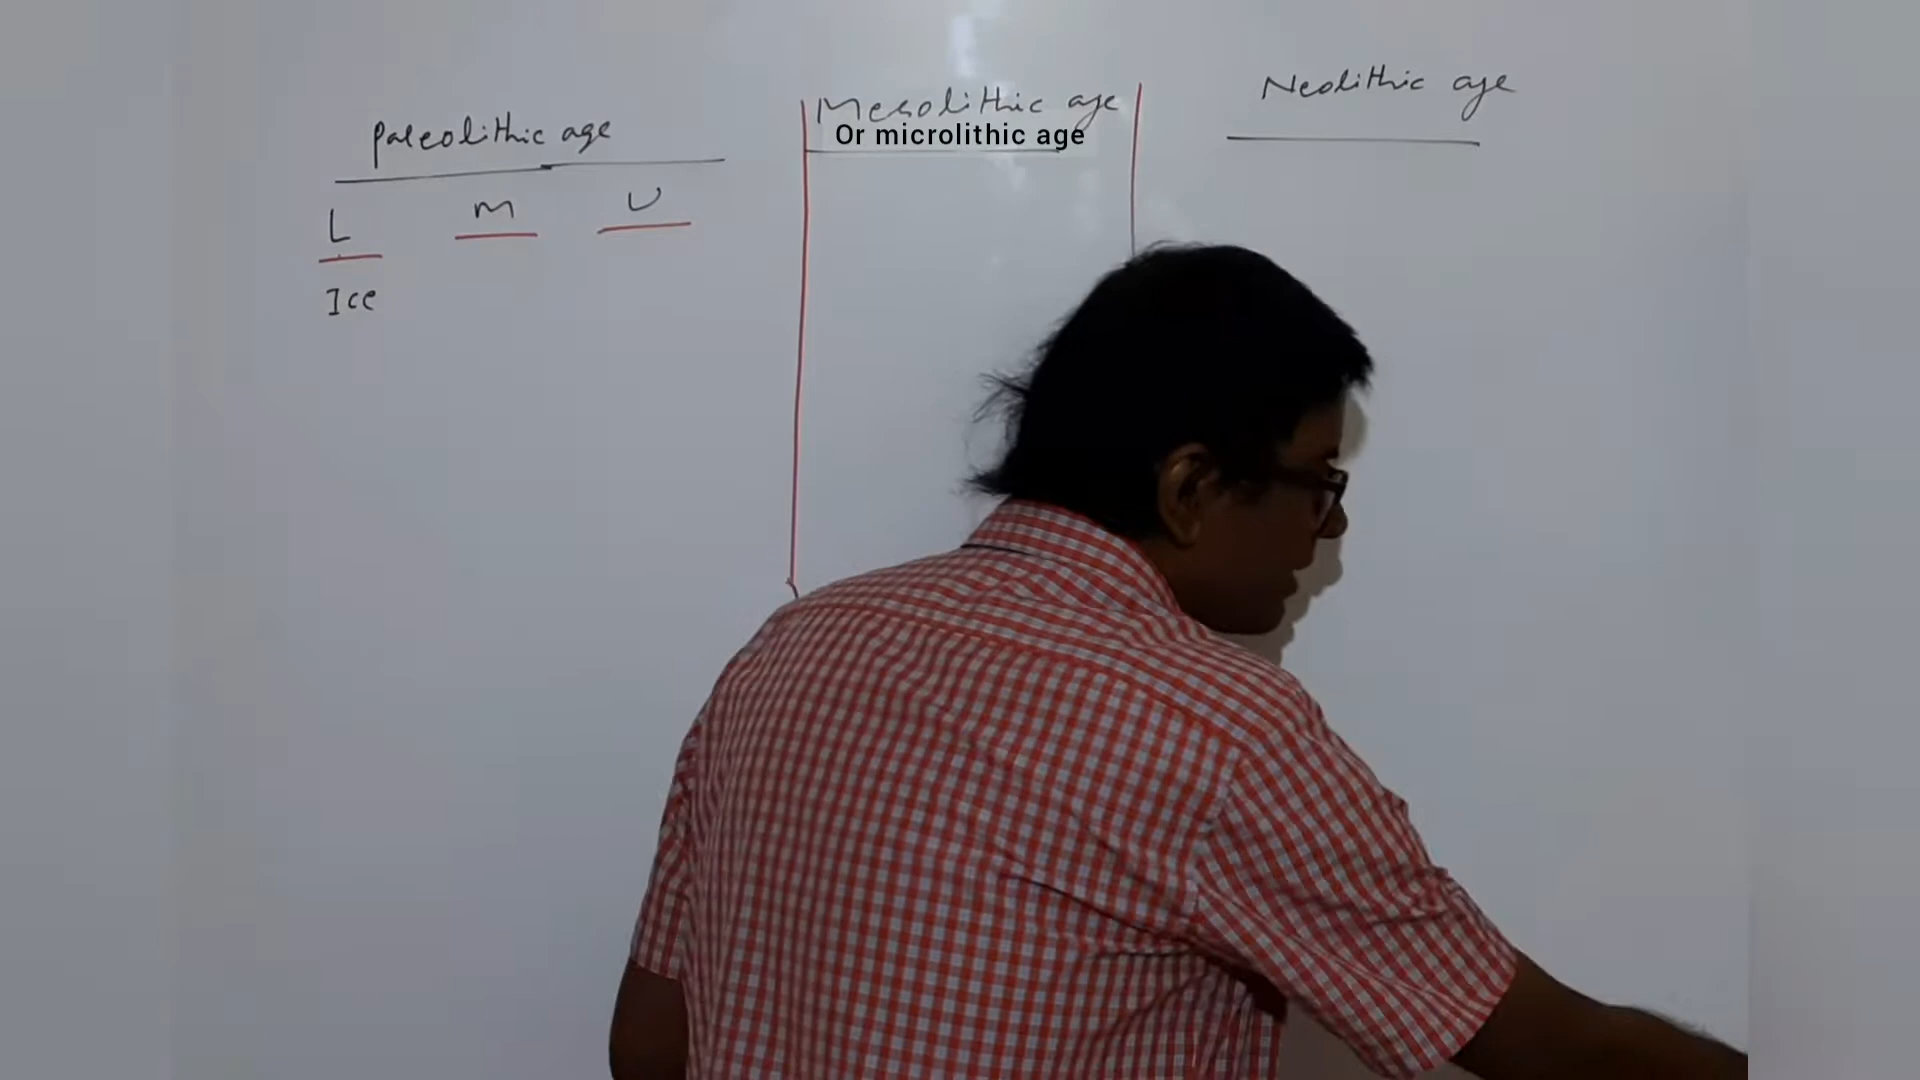 Paleolithic age
L M U
Ice
Mesolithic age
Or microlithic age
Neolithic age